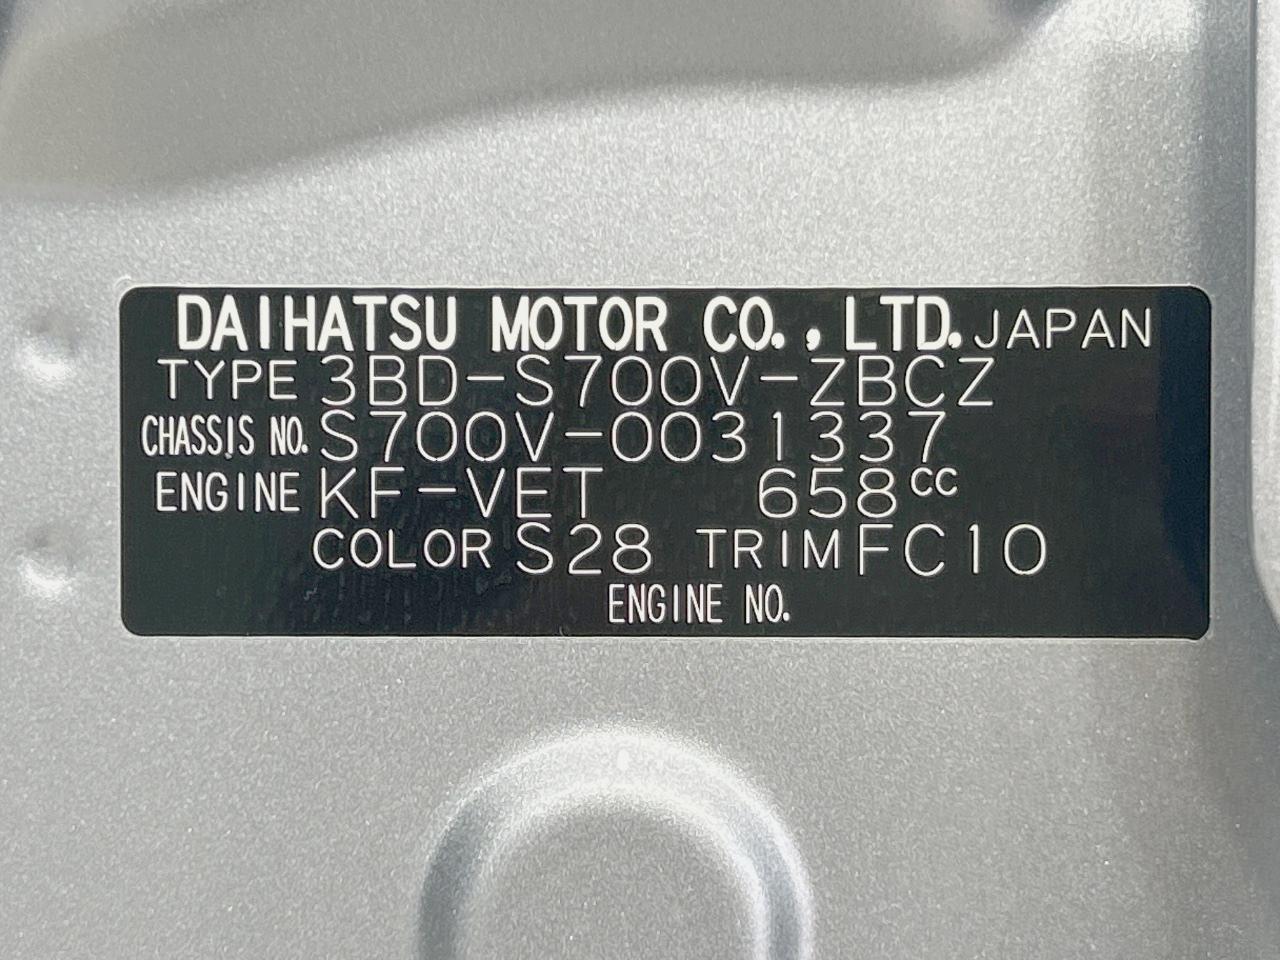 DAIHATSU MOTOR CO.,LTD. JAPAN
TYPE 3BD-S700V-ZBCZ
CHASSIS NO. S700V-0031337
ENGINE KF-VET 658cc
COLOR S28 TRIM FC10
ENGINE NO.